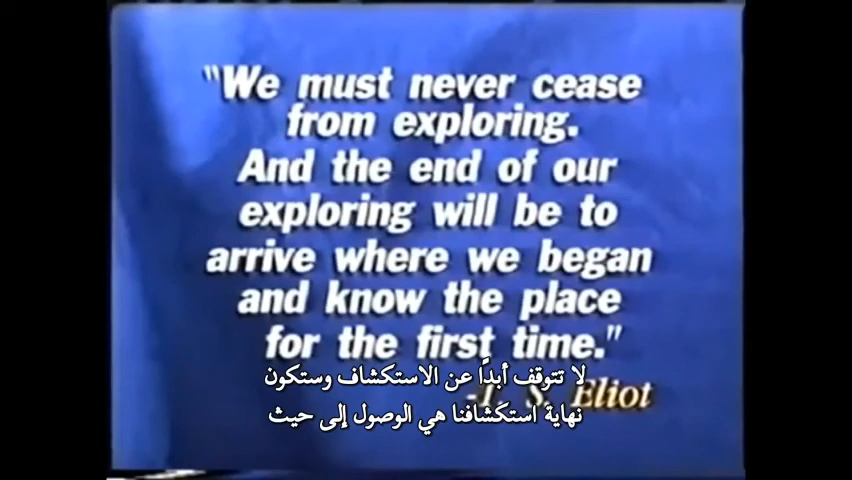 "We must never cease
from exploring.
And the end of our
exploring will be to
arrive where we began
and know the place
for the first time."
-T. S. Eliot
لا تتوقف أبدًا عن الاستكشاف وستكون
نهاية استكشافنا هي الوصول إلى حيث